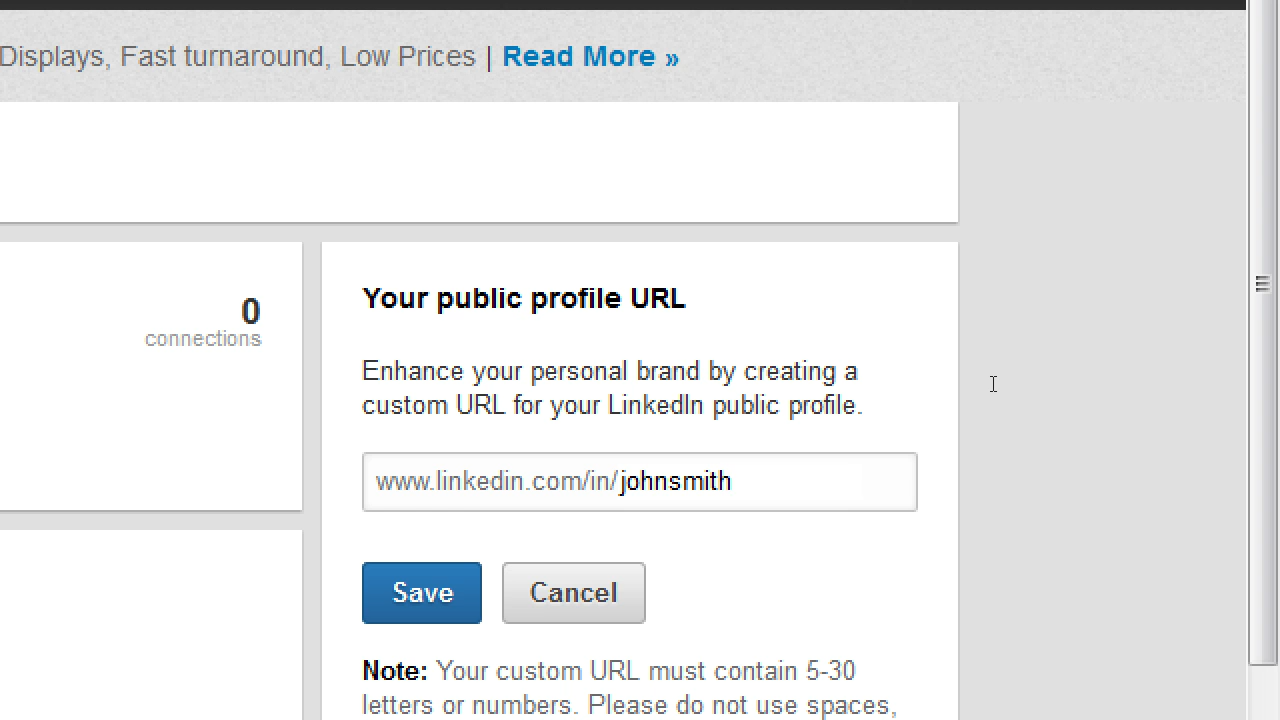 Displays, Fast turnaround, Low Prices | Read More »
0
connections
Your public profile URL
Enhance your personal brand by creating a
custom URL for your LinkedIn public profile.
www.linkedin.com/in/johnsmith
Save Cancel
Note: Your custom URL must contain 5-30
letters or numbers. Please do not use spaces,